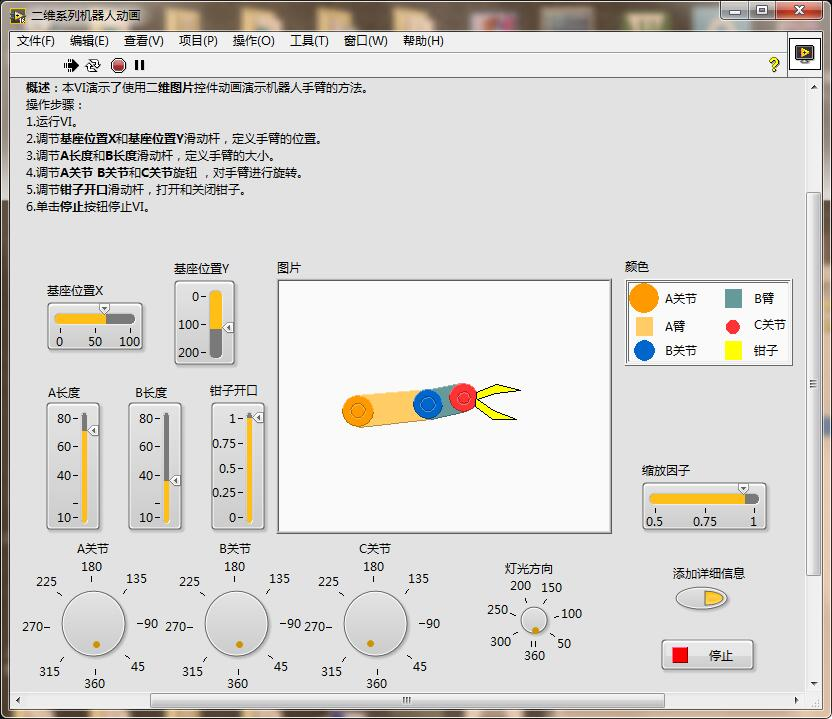 二维系列机器人动画
文件(F) 编辑(E) 查看(V) 项目(P) 操作(O) 工具(T) 窗口(W) 帮助(H)
概述：本VI演示了使用二维图片控件动画演示机器人手臂的方法。
操作步骤：
1.运行VI。
2.调节基座位置X和基座位置Y滑动杆，定义手臂的位置。
3.调节A长度和B长度滑动杆，定义手臂的大小。
4.调节A关节 B关节和C关节旋钮 ，对手臂进行旋转。
5.调节钳子开口滑动杆，打开和关闭钳子。
6.单击停止按钮停止VI。
基座位置X
0 50 100
基座位置Y
0
100
200
图片
颜色
A关节 B臂
A臂 C关节
B关节 钳子
A长度
80
60
40
10
B长度
80
60
40
10
钳子开口
1
0.75
0.5
0.25
0
缩放因子
0.5 0.75 1
A关节
180
225 135
270 90
315 45
360
B关节
180
225 135
270 90
315 45
360
C关节
180
225 135
270 90
315 45
360
灯光方向
200 150
250 100
300 50
360
添加详细信息
停止